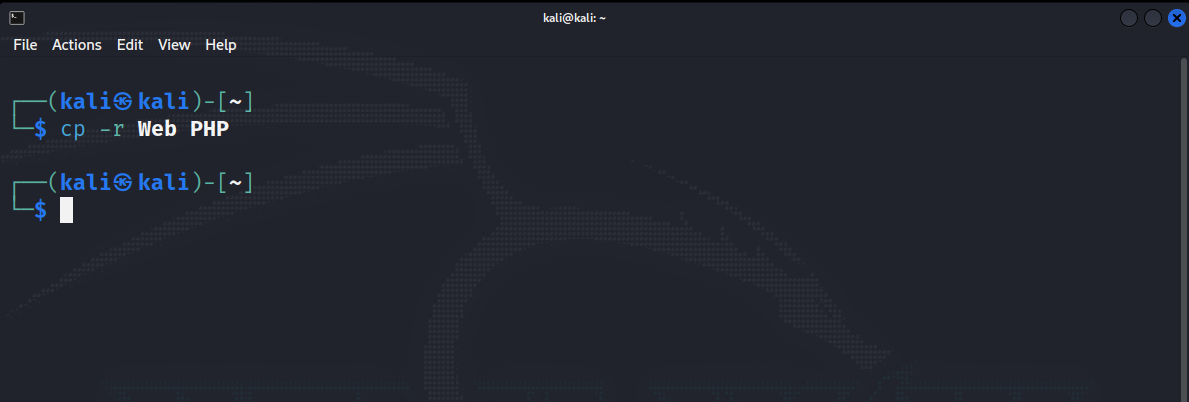 kali@kali: ~
File Actions Edit View Help
┌──(kali㉿kali)-[~]
└─$ cp -r Web PHP
┌──(kali㉿kali)-[~]
└─$